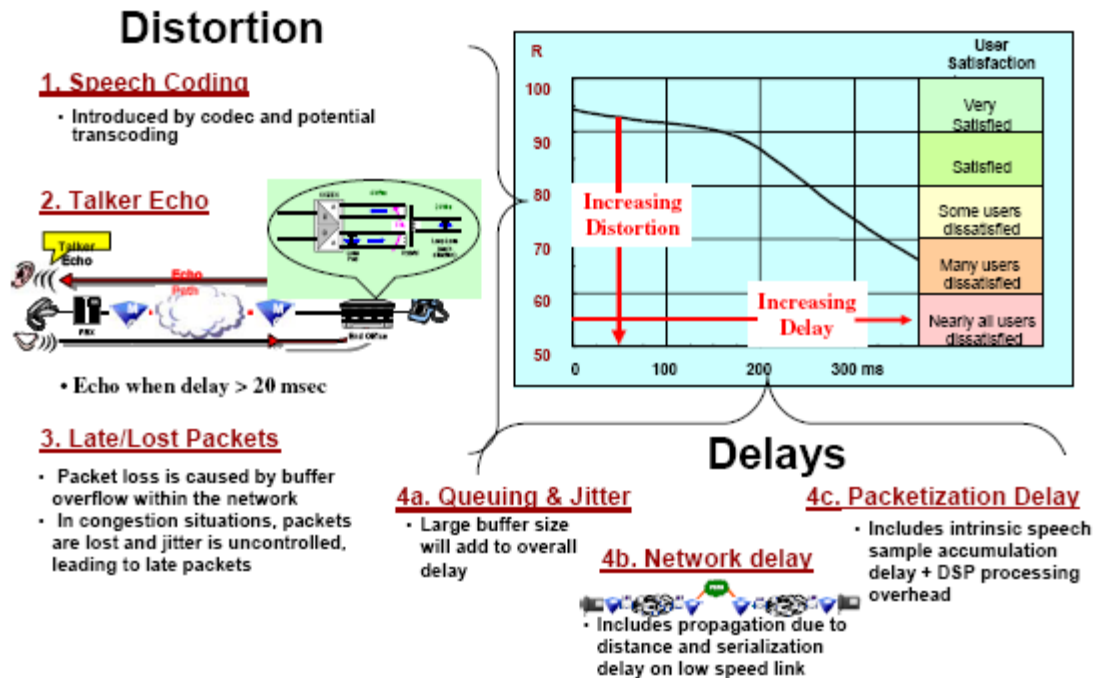 Distortion
1. Speech Coding
• Introduced by codec and potential
transcoding
2. Talker Echo
Talker
Echo
Echo
Path
PBX
End Office
• Echo when delay > 20 msec
3. Late/Lost Packets
• Packet loss is caused by buffer
overflow within the network
• In congestion situations, packets
are lost and jitter is uncontrolled,
leading to late packets
R
User
Satisfaction
100
90
80
70
60
50
Very
Satisfied
Satisfied
Some users
dissatisfied
Many users
dissatisfied
Nearly all users
dissatisfied
Increasing
Distortion
Increasing
Delay
0 100 200 300 ms
Delays
4a. Queuing & Jitter
• Large buffer size
will add to overall
delay
4b. Network delay
• Includes propagation due to
distance and serialization
delay on low speed link
4c. Packetization Delay
• Includes intrinsic speech
sample accumulation
delay + DSP processing
overhead